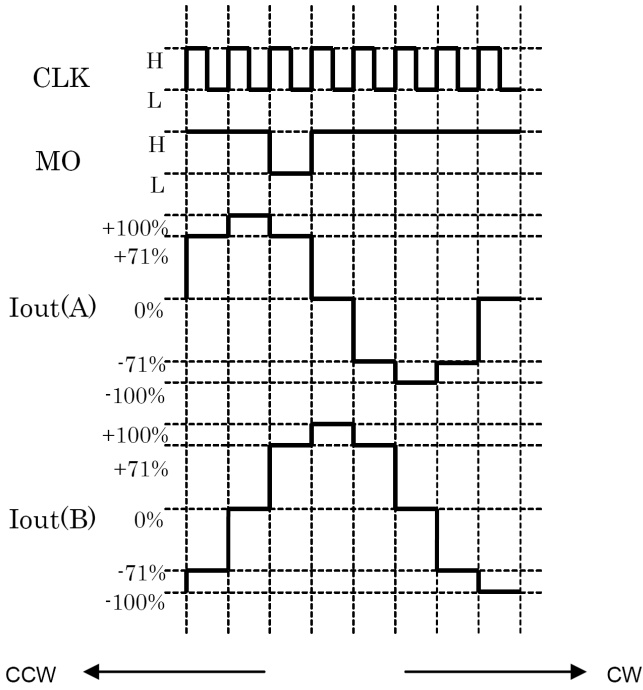 H
CLK
L
H
MO
L
+100%
+71%
Iout(A)
0%
-71%
-100%
+100%
+71%
Iout(B)
0%
-71%
-100%
CCW
CW